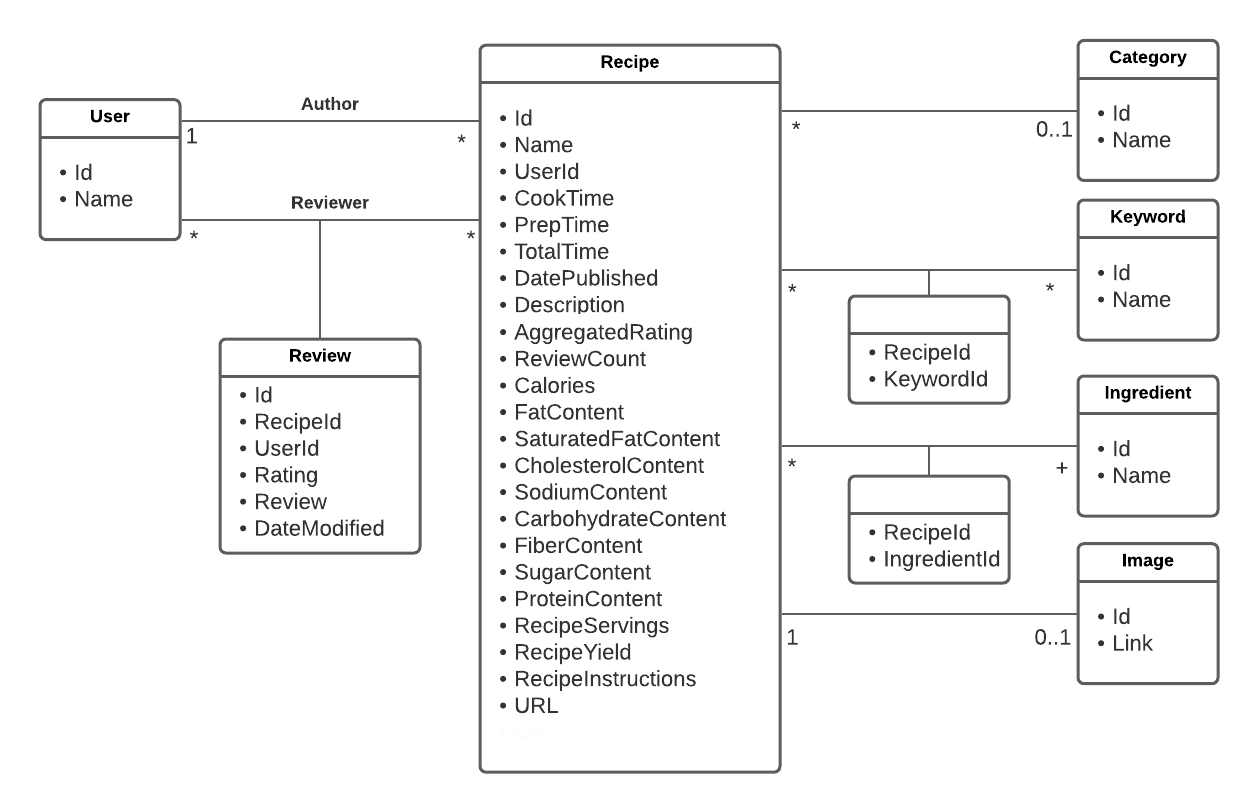 User
• Id
• Name
Author
1
*
Reviewer
*
*
Review
• Id
• RecipeId
• UserId
• Rating
• Review
• DateModified
Recipe
• Id
• Name
• UserId
• CookTime
• PrepTime
• TotalTime
• DatePublished
• Description
• AggregatedRating
• ReviewCount
• Calories
• FatContent
• SaturatedFatContent
• CholesterolContent
• SodiumContent
• CarbohydrateContent
• FiberContent
• SugarContent
• ProteinContent
• RecipeServings
• RecipeYield
• RecipeInstructions
• URL
*
0..1
Category
• Id
• Name
*
*
Keyword
• Id
• Name
• RecipeId
• KeywordId
*
+
Ingredient
• Id
• Name
• RecipeId
• IngredientId
1
0..1
Image
• Id
• Link